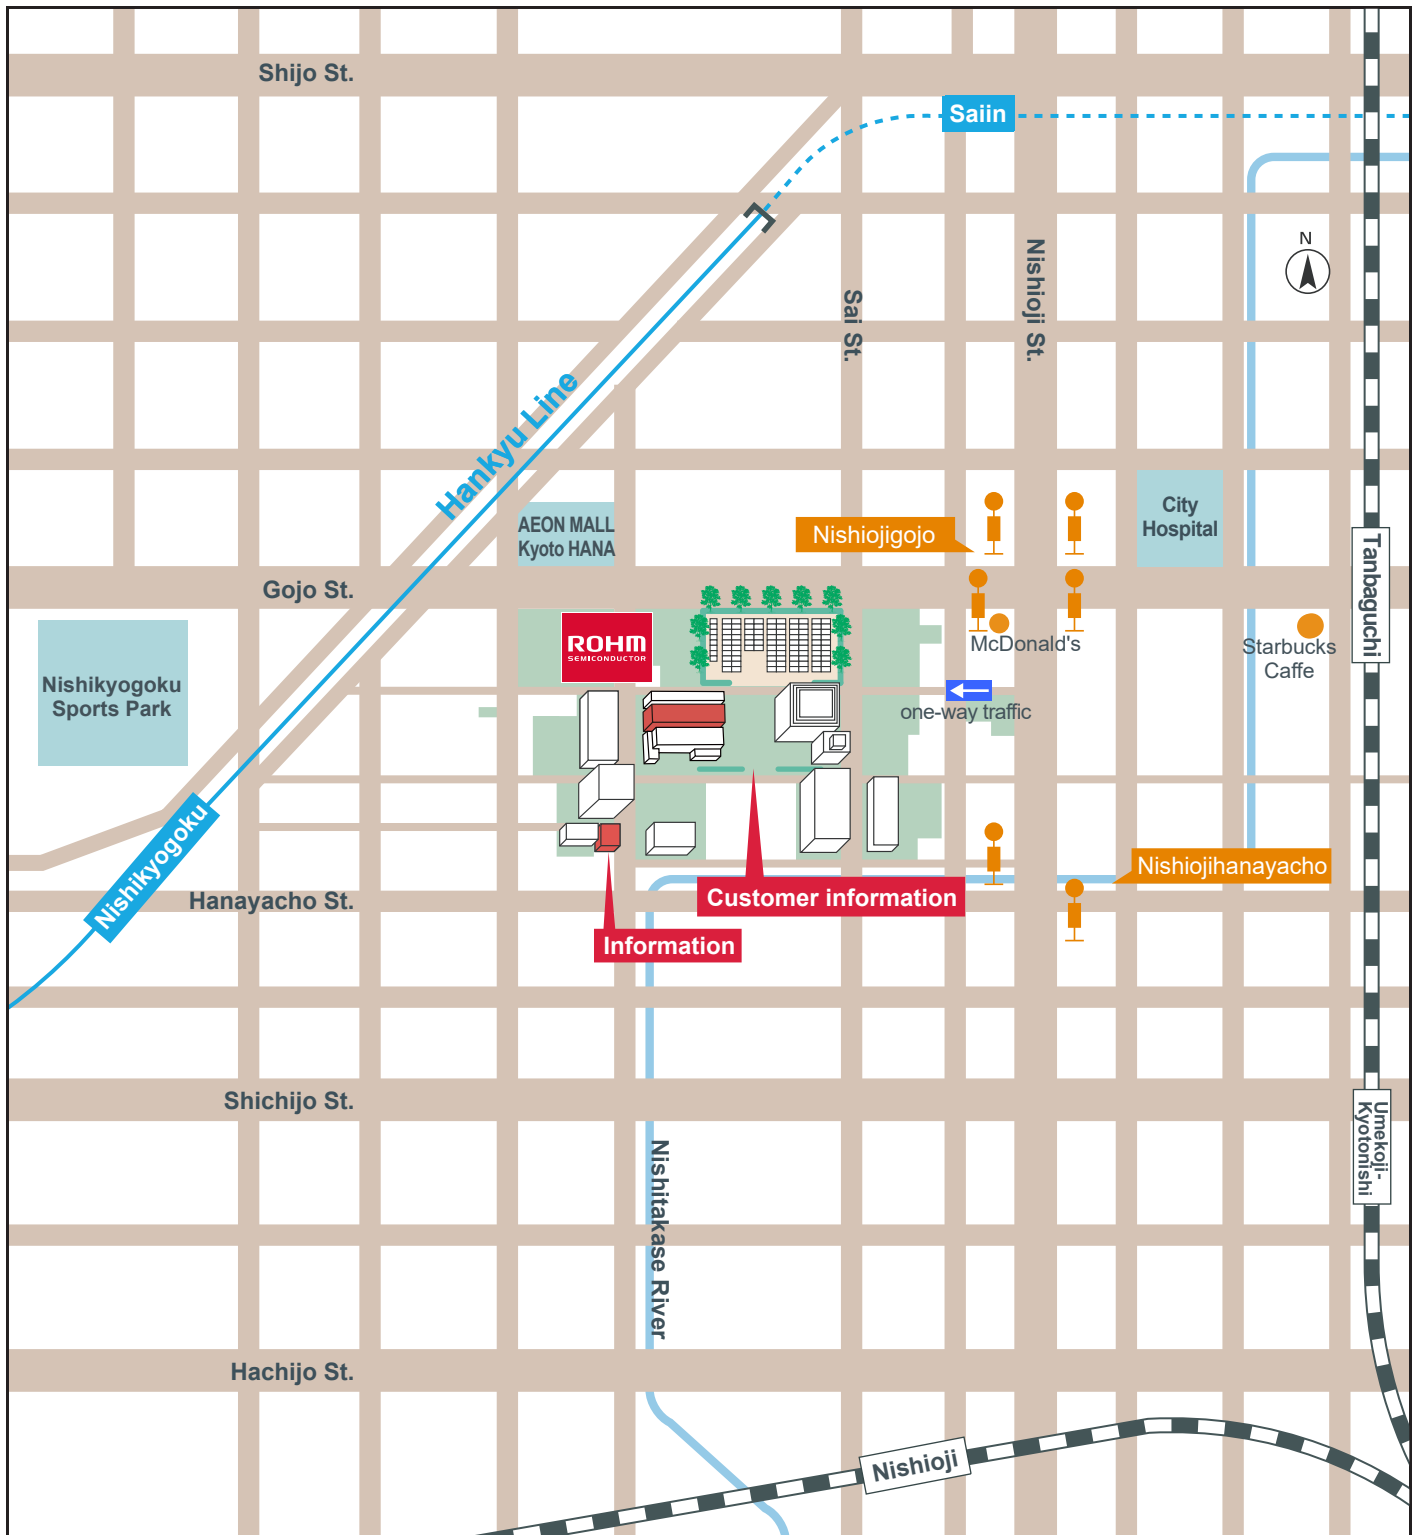 Shijo St.
Saiin
N
Nishioji St.
Sai St.
Hankyu Line
City
Hospital
AEON MALL
Kyoto HANA
Nishiojigojo
Tanbaguchi
Gojo St.
ROHM
SEMICONDUCTOR
McDonald's
Starbucks
Caffe
Nishikyogoku
Sports Park
one-way traffic
Nishikyogoku
Nishiojihanayacho
Hanayacho St.
Customer information
Information
Shichijo St.
Umekoji-
Kyotonishi
Nishitakase River
Hachijo St.
Nishioji